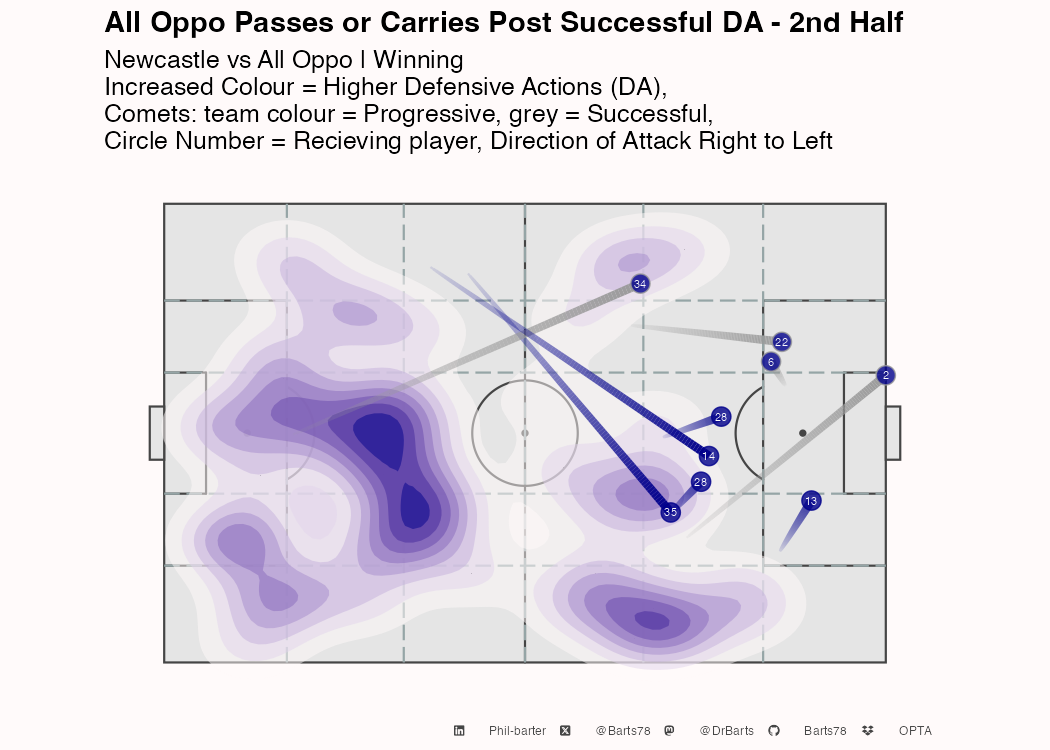 All Oppo Passes or Carries Post Successful DA - 2nd Half
Newcastle vs All Oppo | Winning
Increased Colour = Higher Defensive Actions (DA),
Comets: team colour = Progressive, grey = Successful,
Circle Number = Recieving player, Direction of Attack Right to Left
34
22
6
2
28
14
28
13
35
Phil-barter @Barts78 @DrBarts Barts78 OPTA